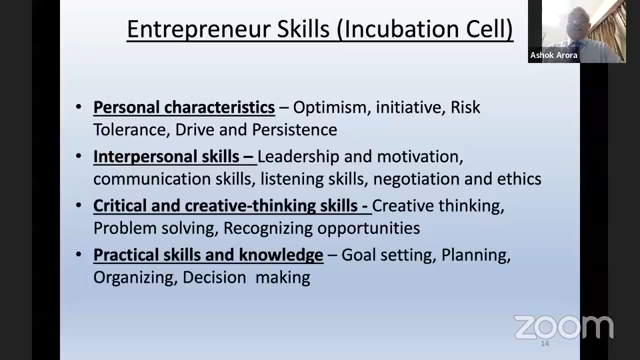 Entrepreneur Skills (Incubation Cell)
Ashok Arora
• Personal characteristics – Optimism, initiative, Risk
Tolerance, Drive and Persistence
• Interpersonal skills – Leadership and motivation,
communication skills, listening skills, negotiation and ethics
• Critical and creative-thinking skills - Creative thinking,
Problem solving, Recognizing opportunities
• Practical skills and knowledge – Goal setting, Planning,
Organizing, Decision making
zoom
14